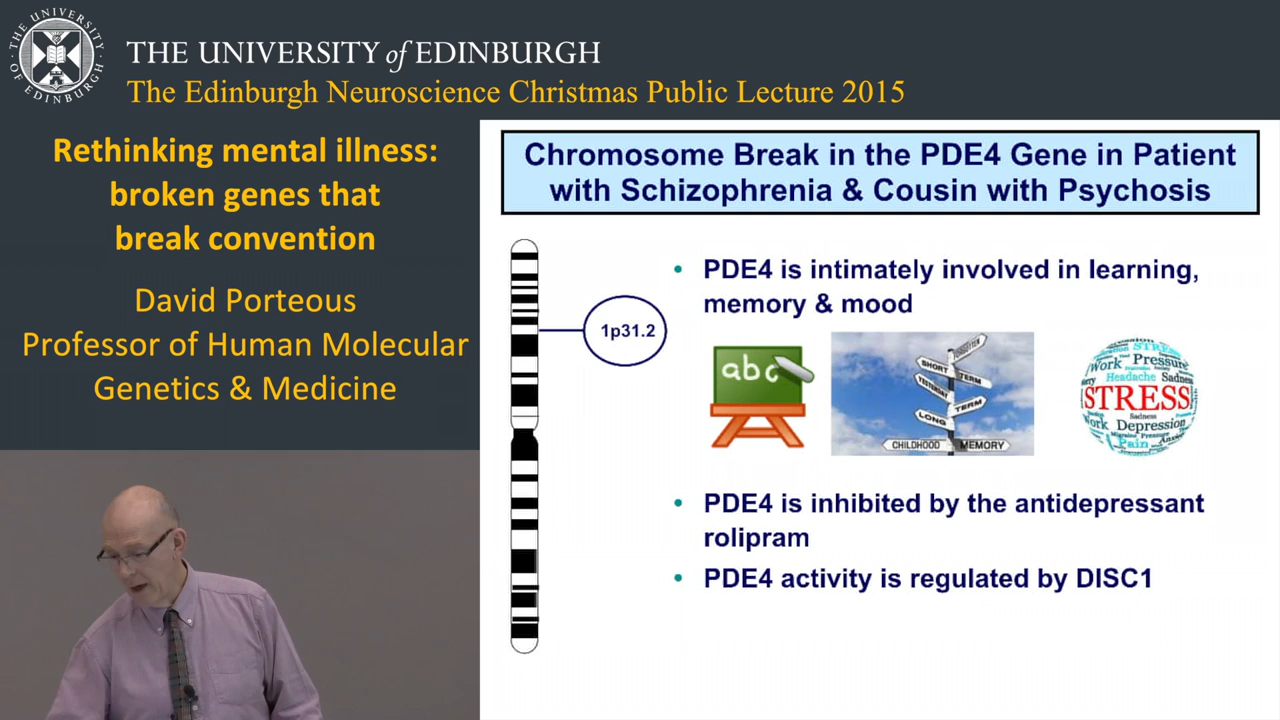 THE UNIVERSITY of EDINBURGH
The Edinburgh Neuroscience Christmas Public Lecture 2015
Rethinking mental illness:
broken genes that
break convention
David Porteous
Professor of Human Molecular
Genetics & Medicine
Chromosome Break in the PDE4 Gene in Patient
with Schizophrenia & Cousin with Psychosis
1p31.2
• PDE4 is intimately involved in learning,
memory & mood
abc
FORGOTTEN
SHORT TERM
YESTERDAY
LONG TERM
CHILDHOOD MEMORY
STRESS
Work Pressure
Headache Sadness
STRESS
Sadness
Work Depression
Pain
• PDE4 is inhibited by the antidepressant
rolipram
• PDE4 activity is regulated by DISC1